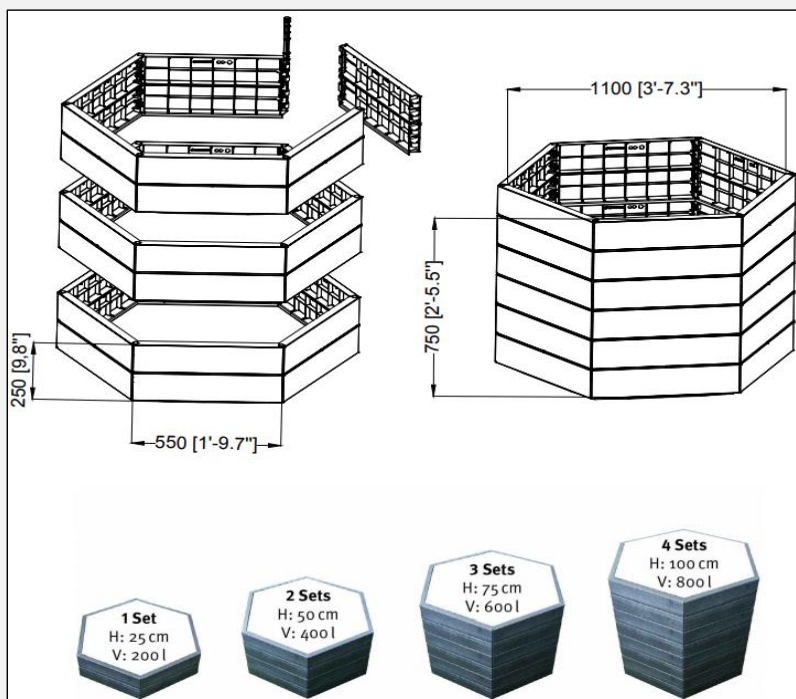 1100 [3'-7.3"]
750 [2'-5.5"]
250 [9,8"]
550 [1'-9.7"]
1 Set
H: 25 cm
V: 200 l
2 Sets
H: 50 cm
V: 400 l
3 Sets
H: 75 cm
V: 600 l
4 Sets
H: 100 cm
V: 800 l